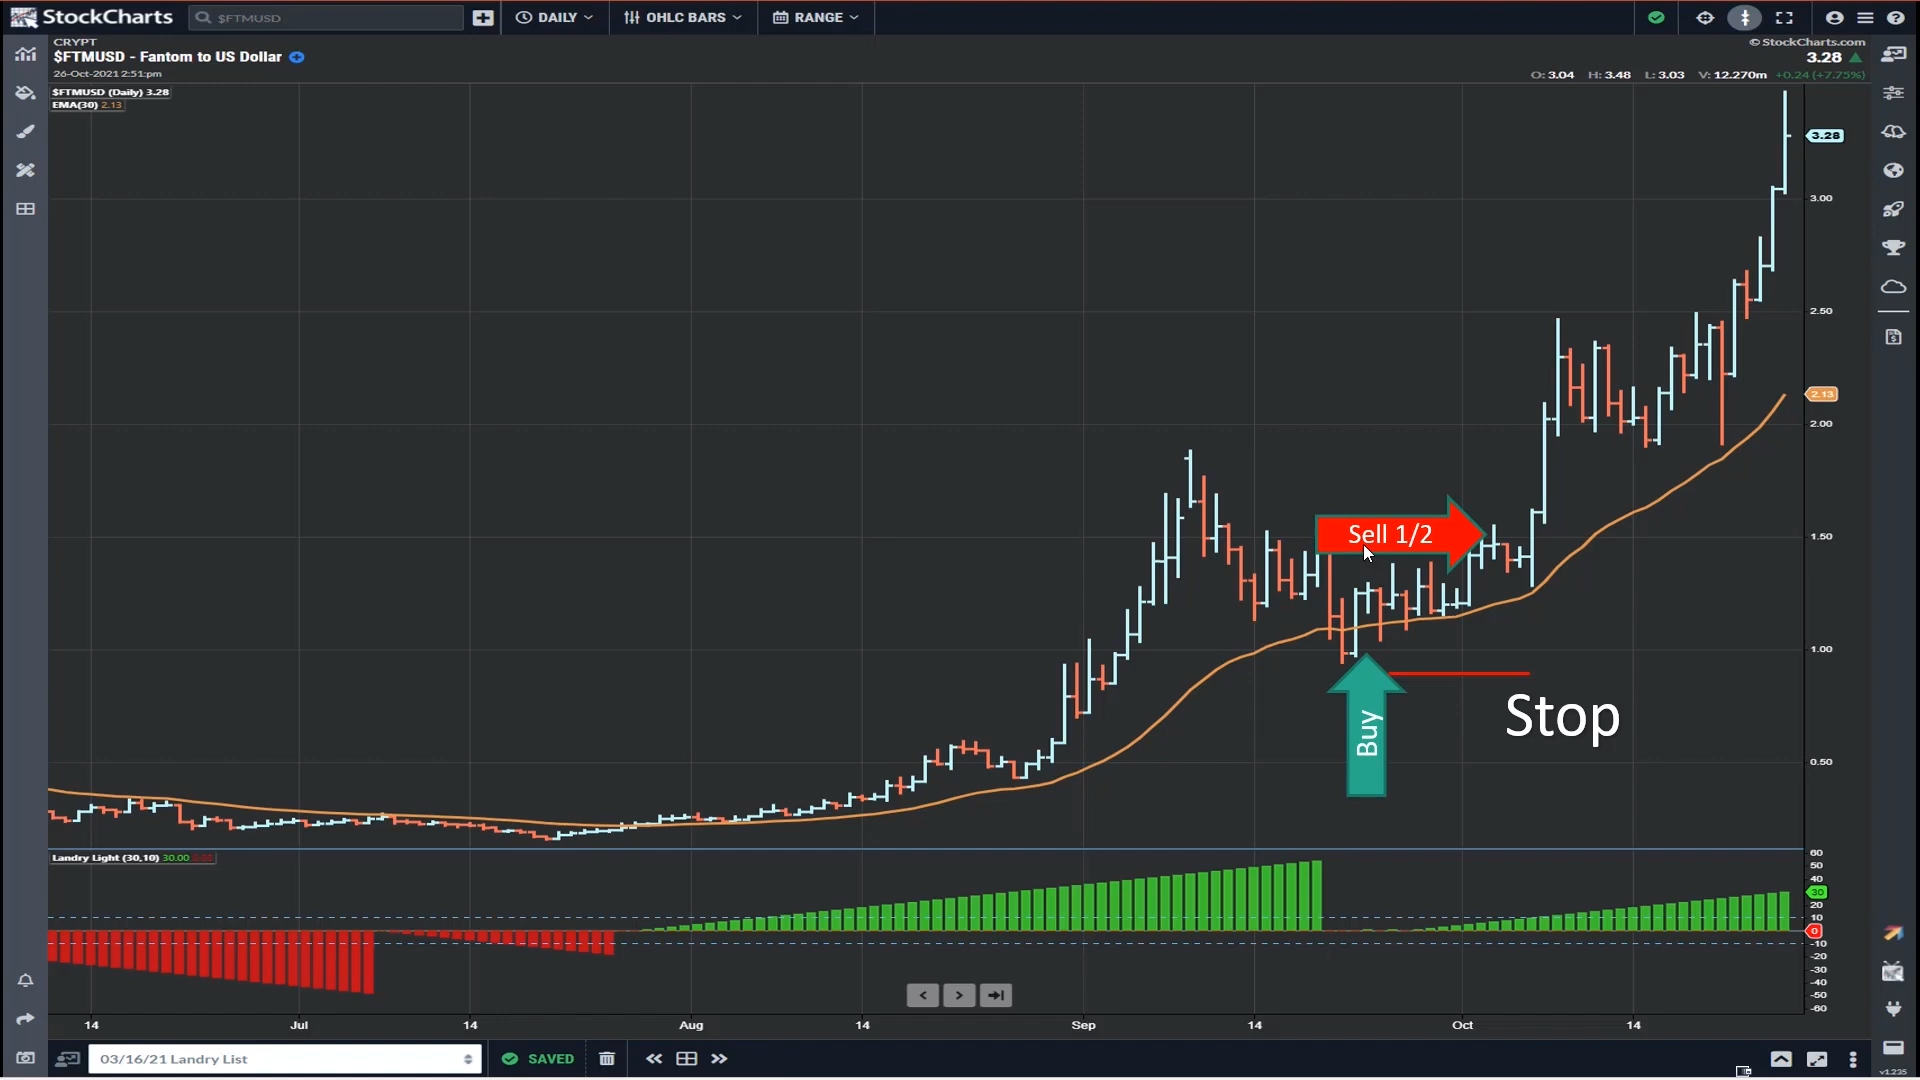 StockCharts $FTMUSD DAILY OHLC BARS RANGE
CRYPT © StockCharts.com
$FTMUSD - Fantom to US Dollar 3.28
26-Oct-2021 2:51:pm O: 3.04 H: 3.48 L: 3.03 V: 12.270m +0.24 (+7.75%)
$FTMUSD (Daily) 3.28
EMA(30) 2.13
3.28
3.00
2.50
2.13
2.00
Sell 1/2
1.50
1.00
Stop
Buy
0.50
Landry Light (30,10) 30.00
60
50
40
30
20
10
0
-10
-20
-30
-40
-50
-60
14 Jul 14 Aug 14 Sep 14 Oct 14
03/16/21 Landry List SAVED
v1.235